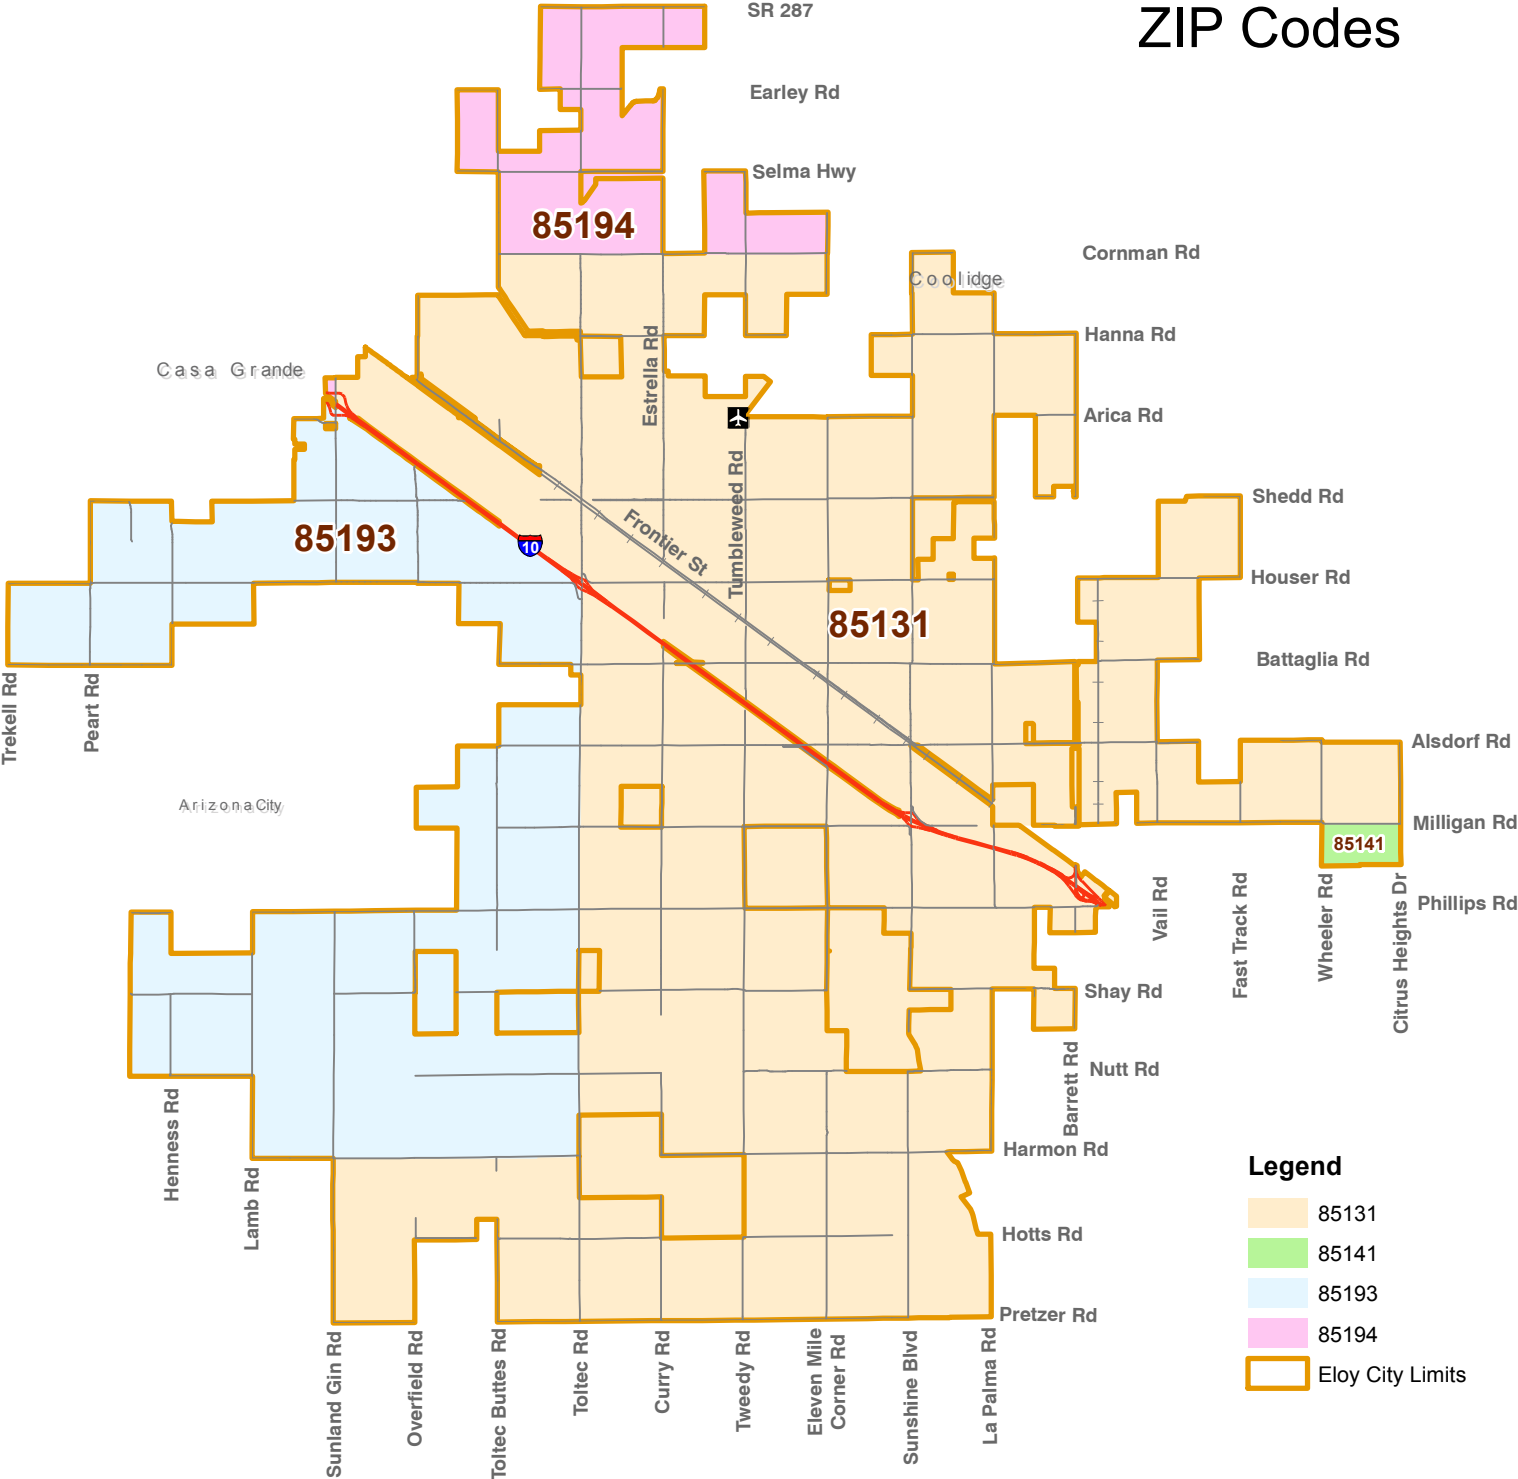 ZIP Codes
SR 287
Earley Rd
Selma Hwy
85194
Cornman Rd
Coolidge
Hanna Rd
Casa Grande
Estrella Rd
Arica Rd
Tumbleweed Rd
Shedd Rd
85193
10
Frontier St
Houser Rd
85131
Battaglia Rd
Trekell Rd
Peart Rd
Alsdorf Rd
Arizona City
Milligan Rd
85141
Vail Rd
Fast Track Rd
Wheeler Rd
Citrus Heights Dr
Phillips Rd
Shay Rd
Barrett Rd
Nutt Rd
Henness Rd
Lamb Rd
Harmon Rd
Hotts Rd
Pretzer Rd
Sunland Gin Rd
Overfield Rd
Toltec Buttes Rd
Toltec Rd
Curry Rd
Tweedy Rd
Eleven Mile
Corner Rd
Sunshine Blvd
La Palma Rd
Legend
85131
85141
85193
85194
Eloy City Limits